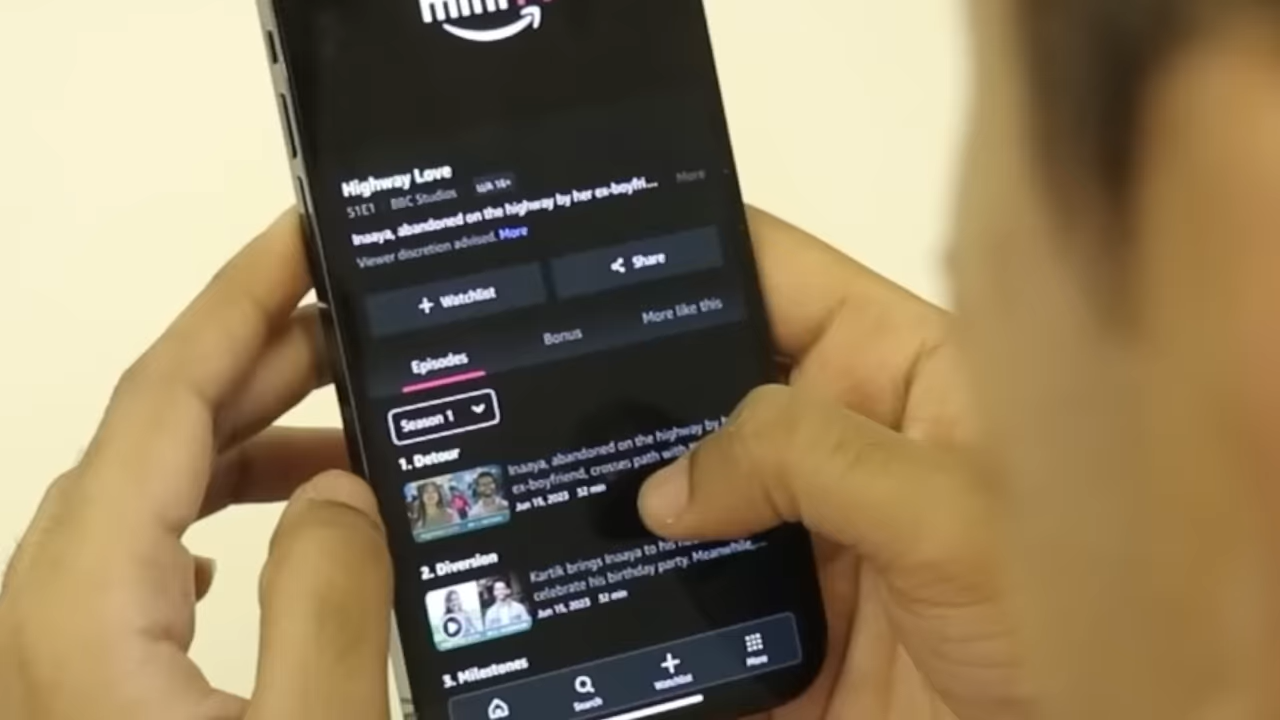 mini
Highway Love
S1E1 BBC Studios U/A 16+
Inaaya, abandoned on the highway by her ex-boyfri... More
Viewer discretion advised. More
+ Watchlist
Share
Episodes Bonus More like this
Season 1
1. Detour
Inaaya, abandoned on the highway by
ex-boyfriend, crosses path with
Jun 15, 2023 32 min
2. Diversion
Kartik brings Inaaya to his
celebrate his birthday party. Meanwhile,...
Jun 15, 2023 32 min
3. Milestones
Search
Watchlist
More